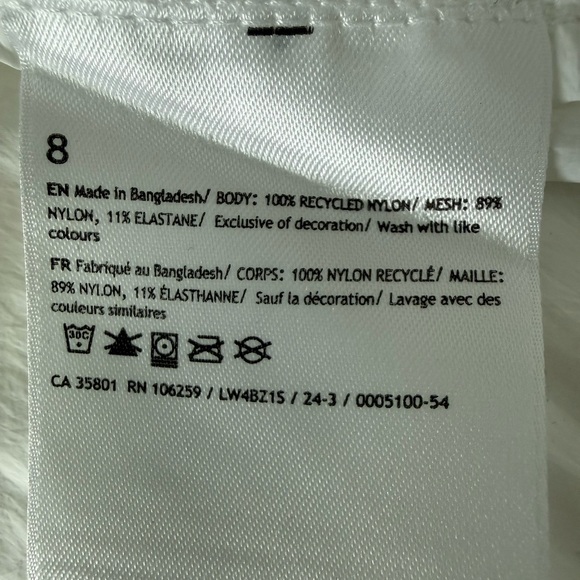 8
EN Made in Bangladesh/ BODY: 100% RECYCLED NYLON/ MESH: 89%
NYLON, 11% ELASTANE/ Exclusive of decoration/ Wash with like
colours
FR Fabriqué au Bangladesh/ CORPS: 100% NYLON RECYCLÉ/ MAILLE:
89% NYLON, 11% ÉLASTHANNE/ Sauf la décoration/ Lavage avec des
couleurs similaires
30C
CA 35801 RN 106259 / LW4BZ1S / 24-3 / 0005100-54